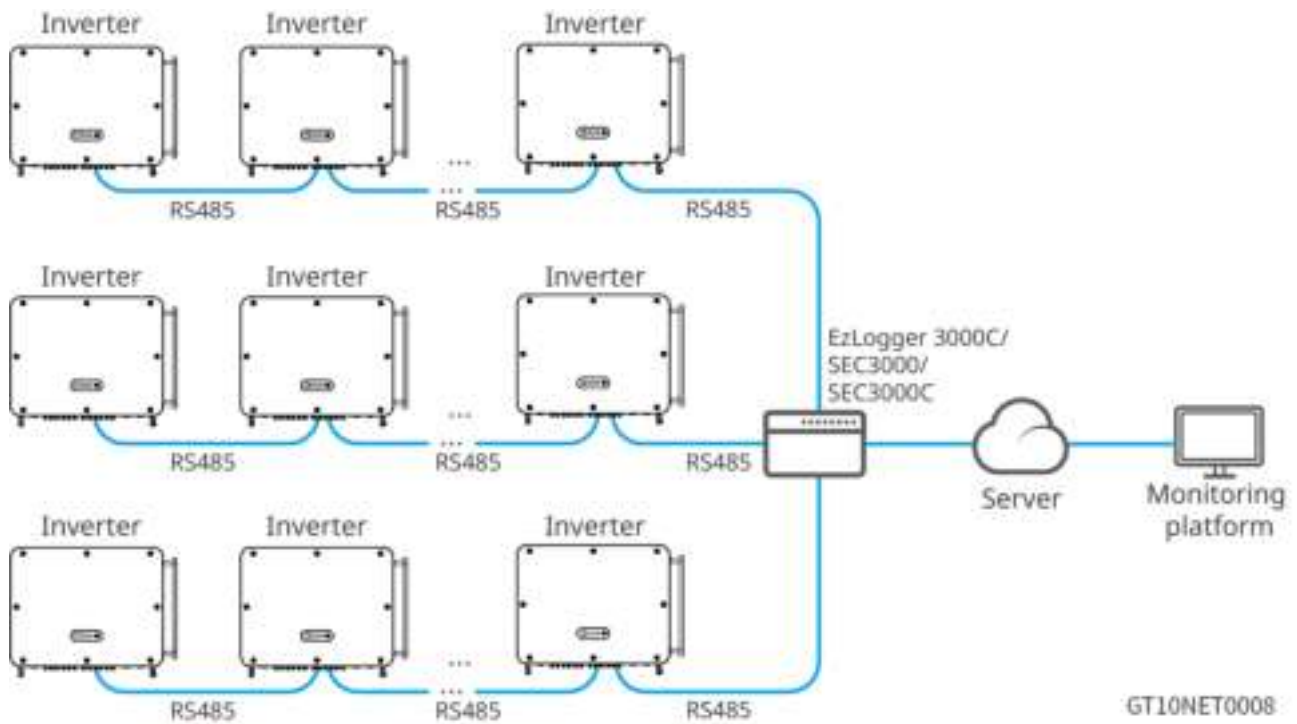 Inverter Inverter Inverter
... 
...
RS485 RS485 RS485
Inverter Inverter Inverter
EzLogger 3000C/
SEC3000/
SEC3000C
...
...
RS485 RS485 RS485
Server
Monitoring
platform
Inverter Inverter Inverter
...
...
RS485 RS485 RS485
GT10NET0008